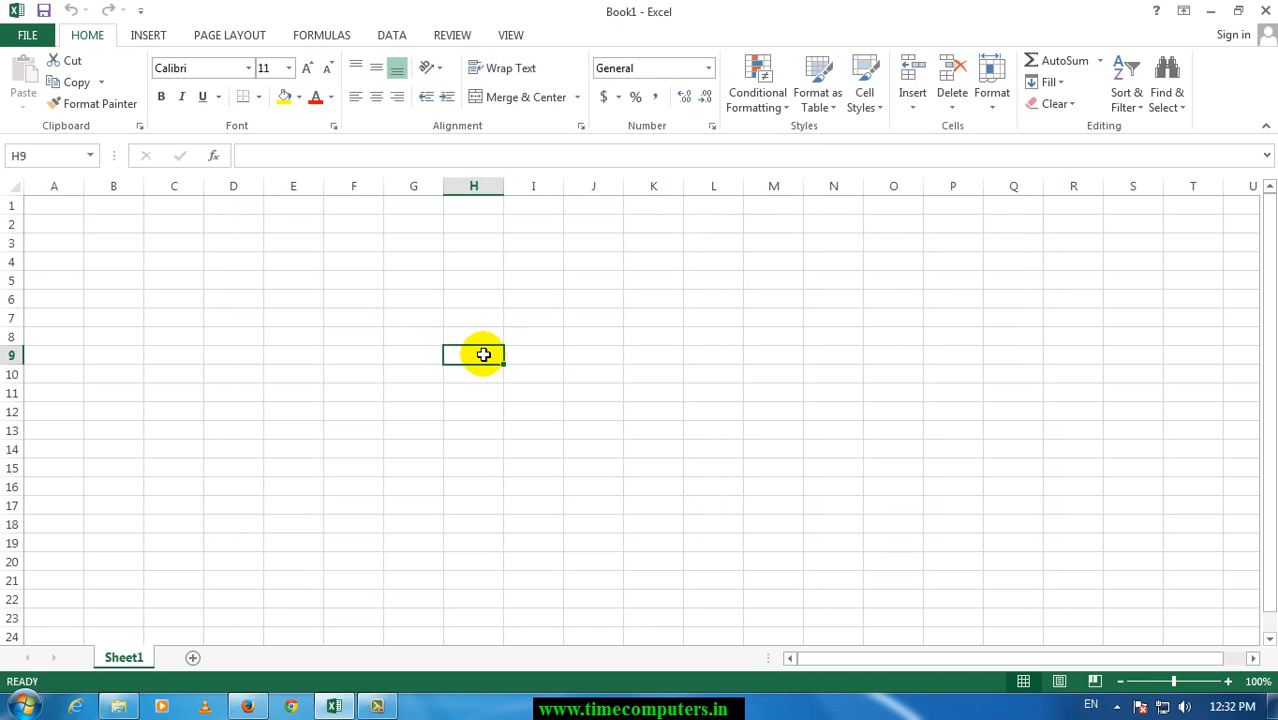 Book1 - Excel
FILE HOME INSERT PAGE LAYOUT FORMULAS DATA REVIEW VIEW Sign in
Paste
Cut
Copy
Format Painter
Clipboard
Calibri 11
B I U
Font
Wrap Text
Merge & Center
Alignment
General
$ % ,
Number
Conditional
Formatting
Format as
Table
Cell
Styles
Styles
Insert
Delete
Format
Cells
AutoSum
Fill
Clear
Sort &
Filter
Find &
Select
Editing
H9
A B C D E F G H I J K L M N O P Q R S T U
1
2
3
4
5
6
7
8
9
10
11
12
13
14
15
16
17
18
19
20
21
22
23
24
Sheet1
READY 100%
www.timecomputers.in
EN 12:32 PM